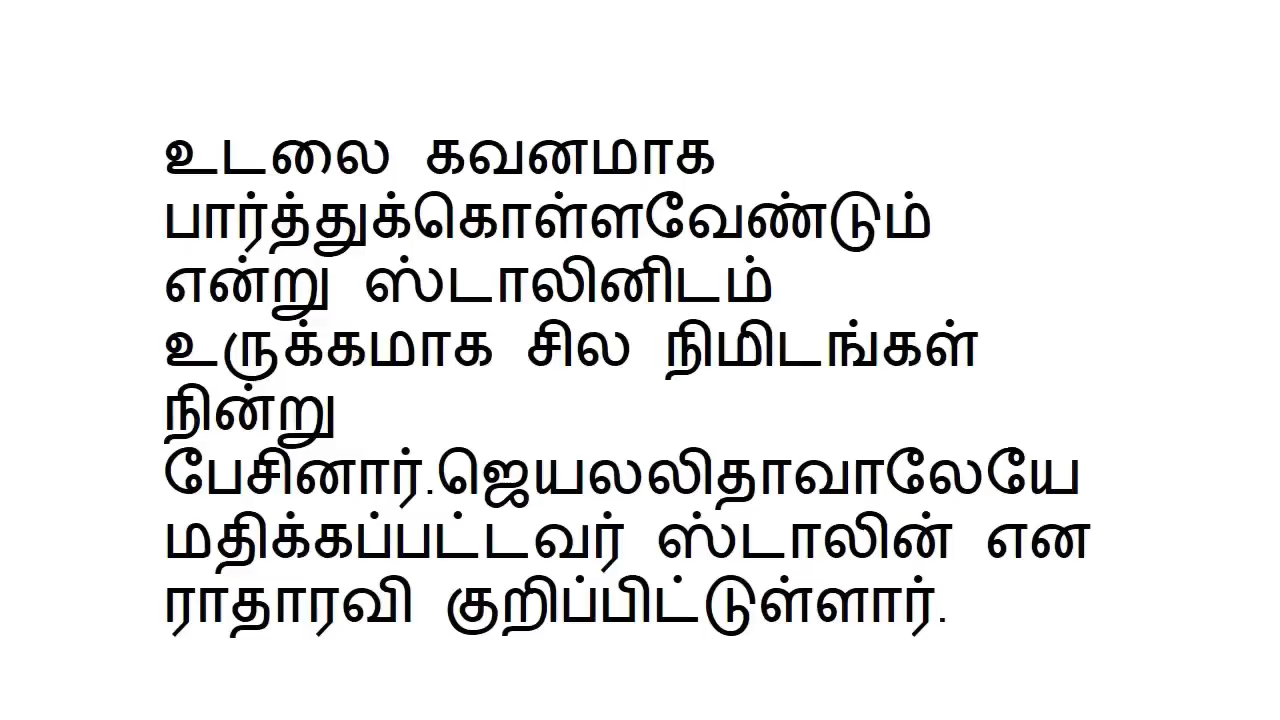 உடலை கவனமாக
பார்த்துக்கொள்ளவேண்டும்
என்று ஸ்டாலினிடம்
உருக்கமாக சில நிமிடங்கள்
நின்று
பேசினார்.ஜெயலலிதாவாலேயே
மதிக்கப்பட்டவர் ஸ்டாலின் என
ராதாரவி குறிப்பிட்டுள்ளார்.